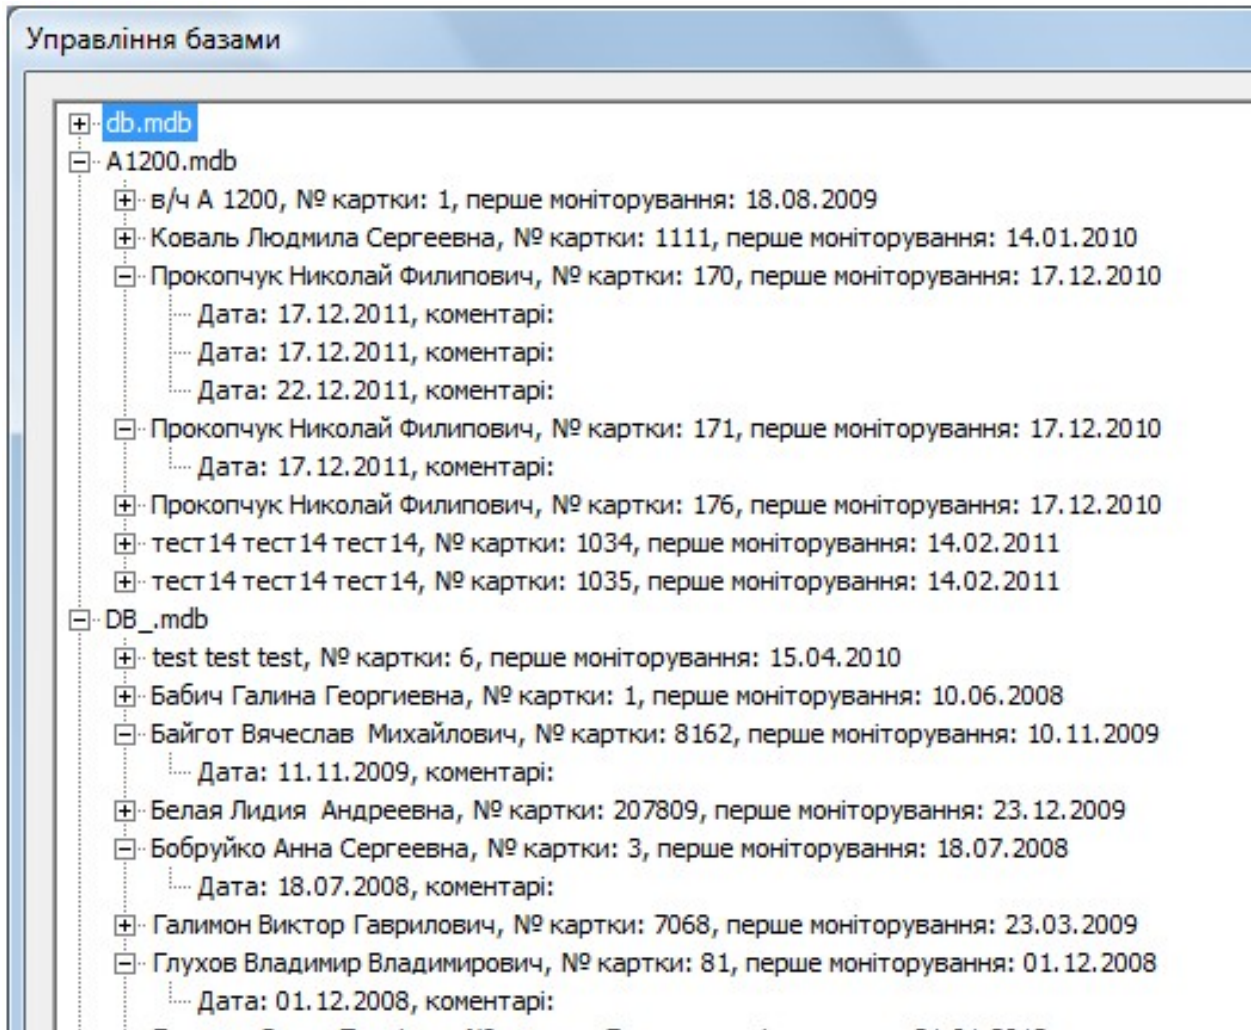 Управління базами
db.mdb
A1200.mdb
в/ч А 1200, № картки: 1, перше моніторування: 18.08.2009
Коваль Людмила Сергеевна, № картки: 1111, перше моніторування: 14.01.2010
Прокопчук Николай Филипович, № картки: 170, перше моніторування: 17.12.2010
Дата: 17.12.2011, коментарі:
Дата: 17.12.2011, коментарі:
Дата: 22.12.2011, коментарі:
Прокопчук Николай Филипович, № картки: 171, перше моніторування: 17.12.2010
Дата: 17.12.2011, коментарі:
Прокопчук Николай Филипович, № картки: 176, перше моніторування: 17.12.2010
тест14 тест14 тест14, № картки: 1034, перше моніторування: 14.02.2011
тест14 тест14 тест14, № картки: 1035, перше моніторування: 14.02.2011
DB_.mdb
test test test, № картки: 6, перше моніторування: 15.04.2010
Бабич Галина Георгиевна, № картки: 1, перше моніторування: 10.06.2008
Байгот Вячеслав  Михайлович, № картки: 8162, перше моніторування: 10.11.2009
Дата: 11.11.2009, коментарі:
Белая Лидия  Андреевна, № картки: 207809, перше моніторування: 23.12.2009
Бобруйко Анна Сергеевна, № картки: 3, перше моніторування: 18.07.2008
Дата: 18.07.2008, коментарі:
Галимон Виктор Гаврилович, № картки: 7068, перше моніторування: 23.03.2009
Глухов Владимир Владимирович, № картки: 81, перше моніторування: 01.12.2008
Дата: 01.12.2008, коментарі: